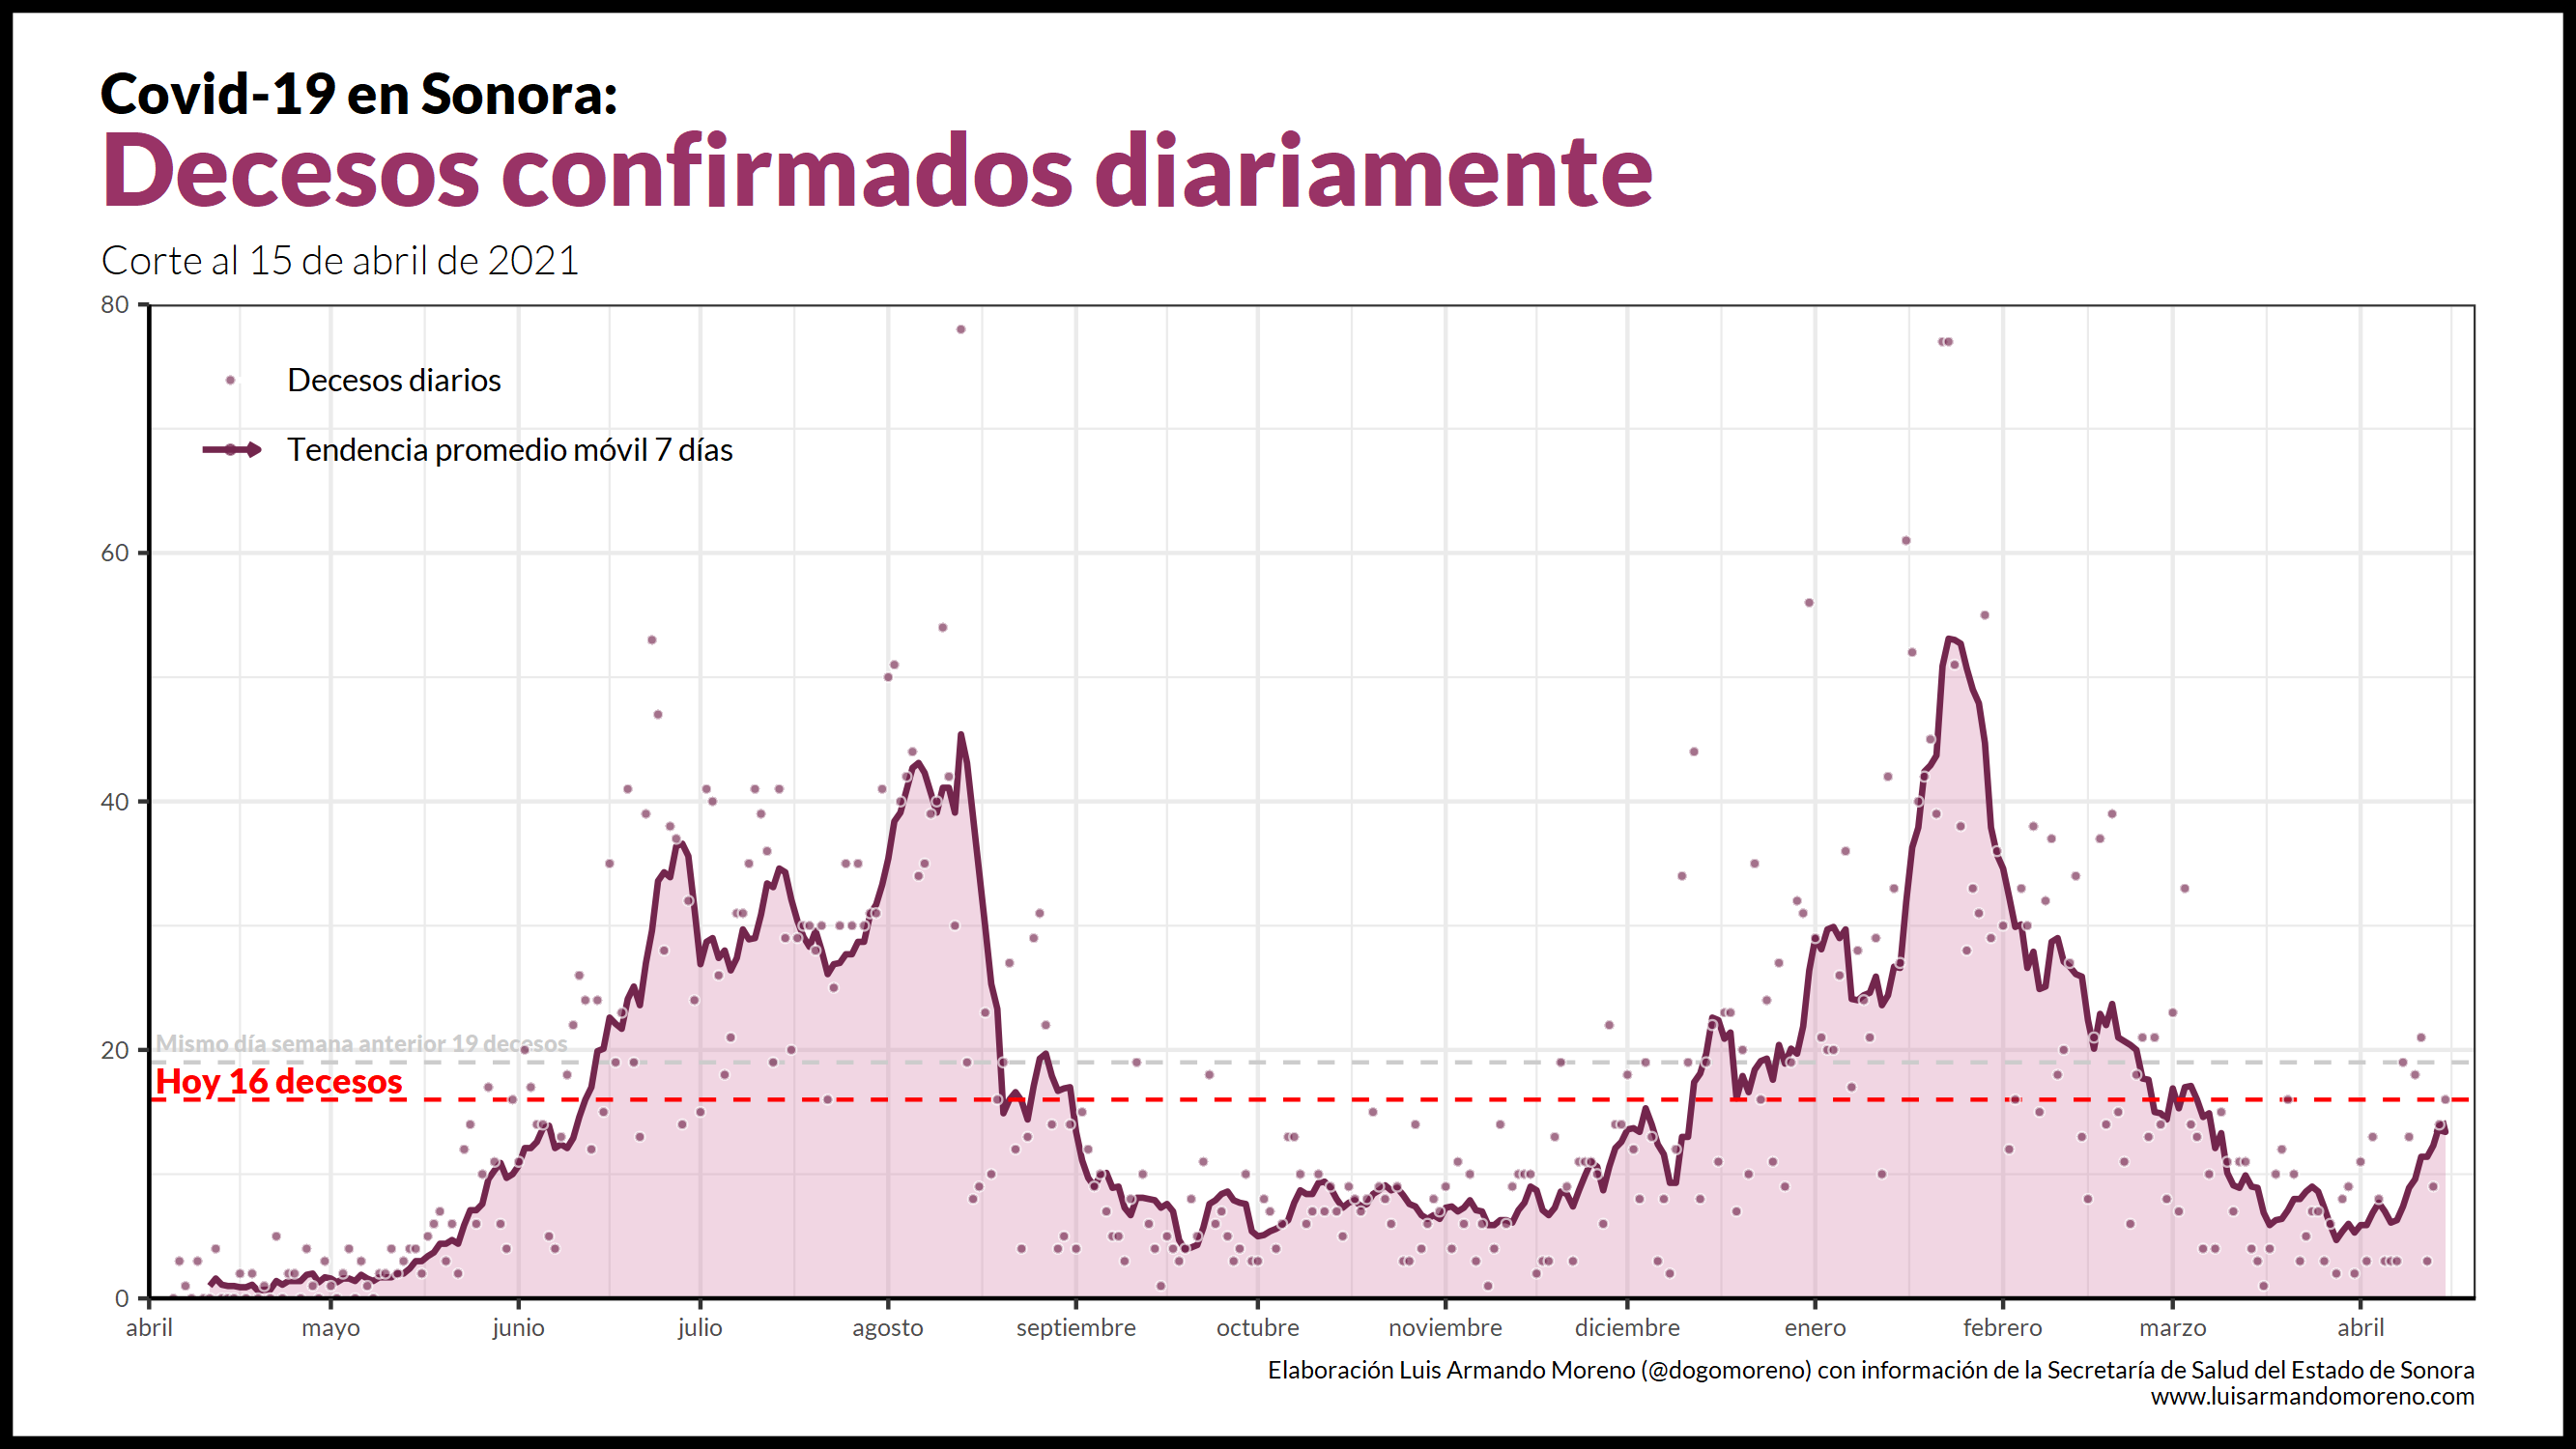 Covid-19 en Sonora:
Decesos confirmados diariamente
Corte al 15 de abril de 2021
80
Decesos diarios
Tendencia promedio móvil 7 días
60
40
20
Mismo día semana anterior 19 decesos
Hoy 16 decesos
0
abril mayo junio julio agosto septiembre octubre noviembre diciembre enero febrero marzo abril
Elaboración Luis Armando Moreno (@dogomoreno) con información de la Secretaría de Salud del Estado de Sonora
www.luisarmandomoreno.com